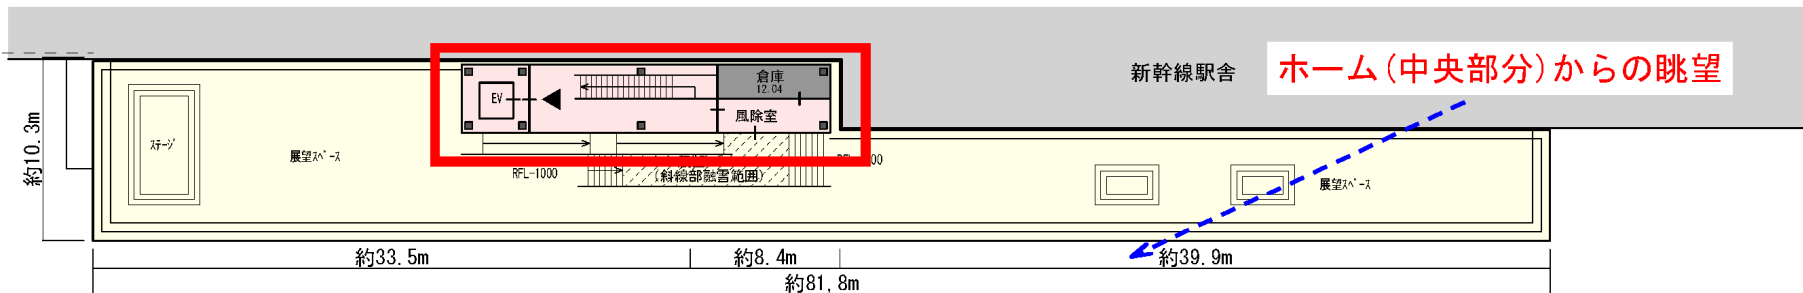 新幹線駅舎
ホーム(中央部分)からの眺望
倉庫
12.04
EV
風除室
ステージ
展望スペース
RFL-1000
(斜線部融雪範囲)
展望スペース
約10.3m
約33.5m
約8.4m
約39.9m
約81,8m